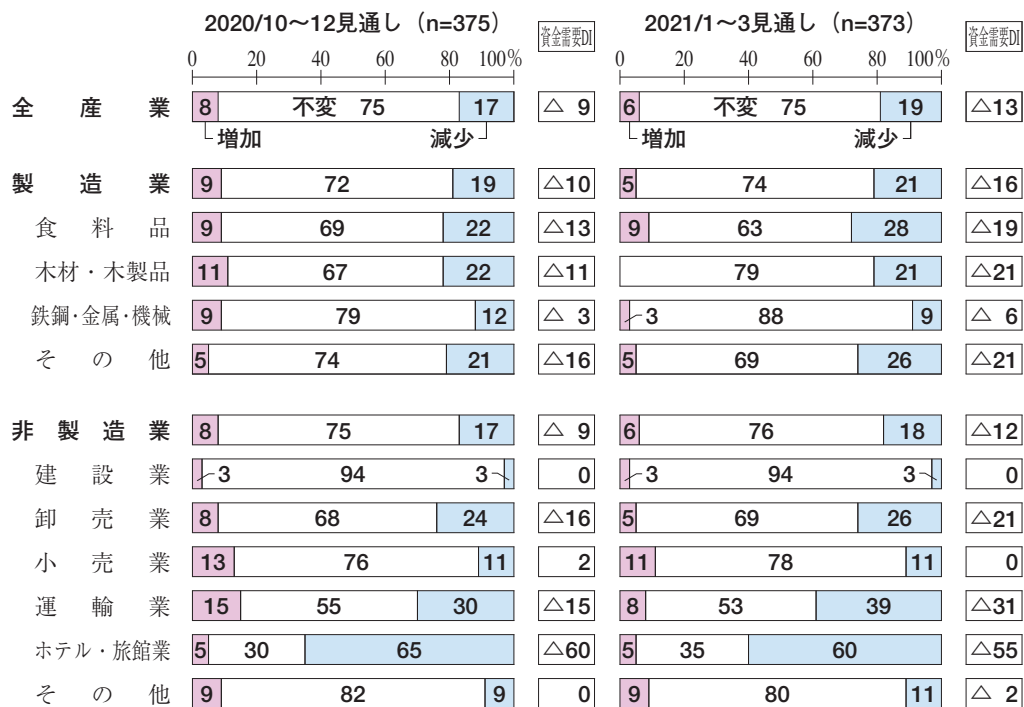 2020/10〜12見通し（n=375） 資金需要DI 2021/1〜3見通し（n=373） 資金需要DI
0 20 40 60 80 100% 0 20 40 60 80 100%
全産業 8 不変 75 17 △ 9 6 不変 75 19 △13
増加 減少 増加 減少
製造業 9 72 19 △10 5 74 21 △16
食料品 9 69 22 △13 9 63 28 △19
木材・木製品 11 67 22 △11 79 21 △21
鉄鋼・金属・機械 9 79 12 △ 3 3 88 9 △ 6
その他 5 74 21 △16 5 69 26 △21
非製造業 8 75 17 △ 9 6 76 18 △12
建設業 3 94 3 0 3 94 3 0
卸売業 8 68 24 △16 5 69 26 △21
小売業 13 76 11 2 11 78 11 0
運輸業 15 55 30 △15 8 53 39 △31
ホテル・旅館業 5 30 65 △60 5 35 60 △55
その他 9 82 9 0 9 80 11 △ 2